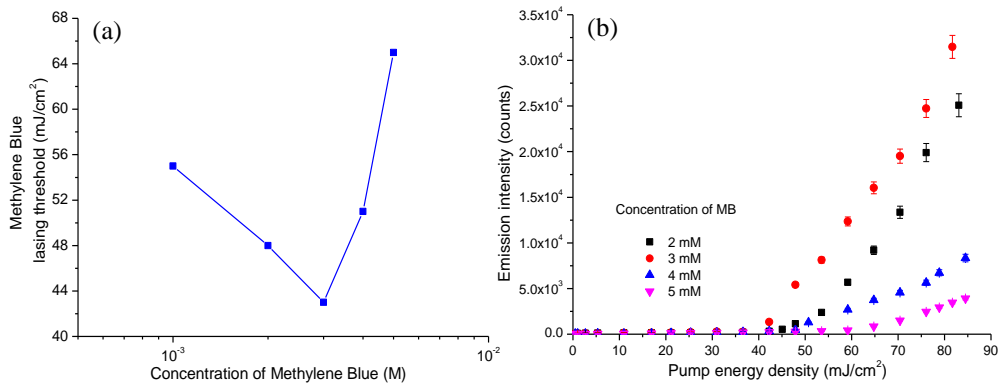 (a)
Methylene Blue
lasing threshold (mJ/cm²)
68
64
60
56
52
48
44
40
10⁻³
10⁻²
Concentration of Methylene Blue (M)
(b)
Emission intensity (counts)
3.5x10⁴
3.0x10⁴
2.5x10⁴
2.0x10⁴
1.5x10⁴
1.0x10⁴
5.0x10³
0.0
Concentration of MB
2 mM
3 mM
4 mM
5 mM
0 10 20 30 40 50 60 70 80 90
Pump energy density (mJ/cm²)